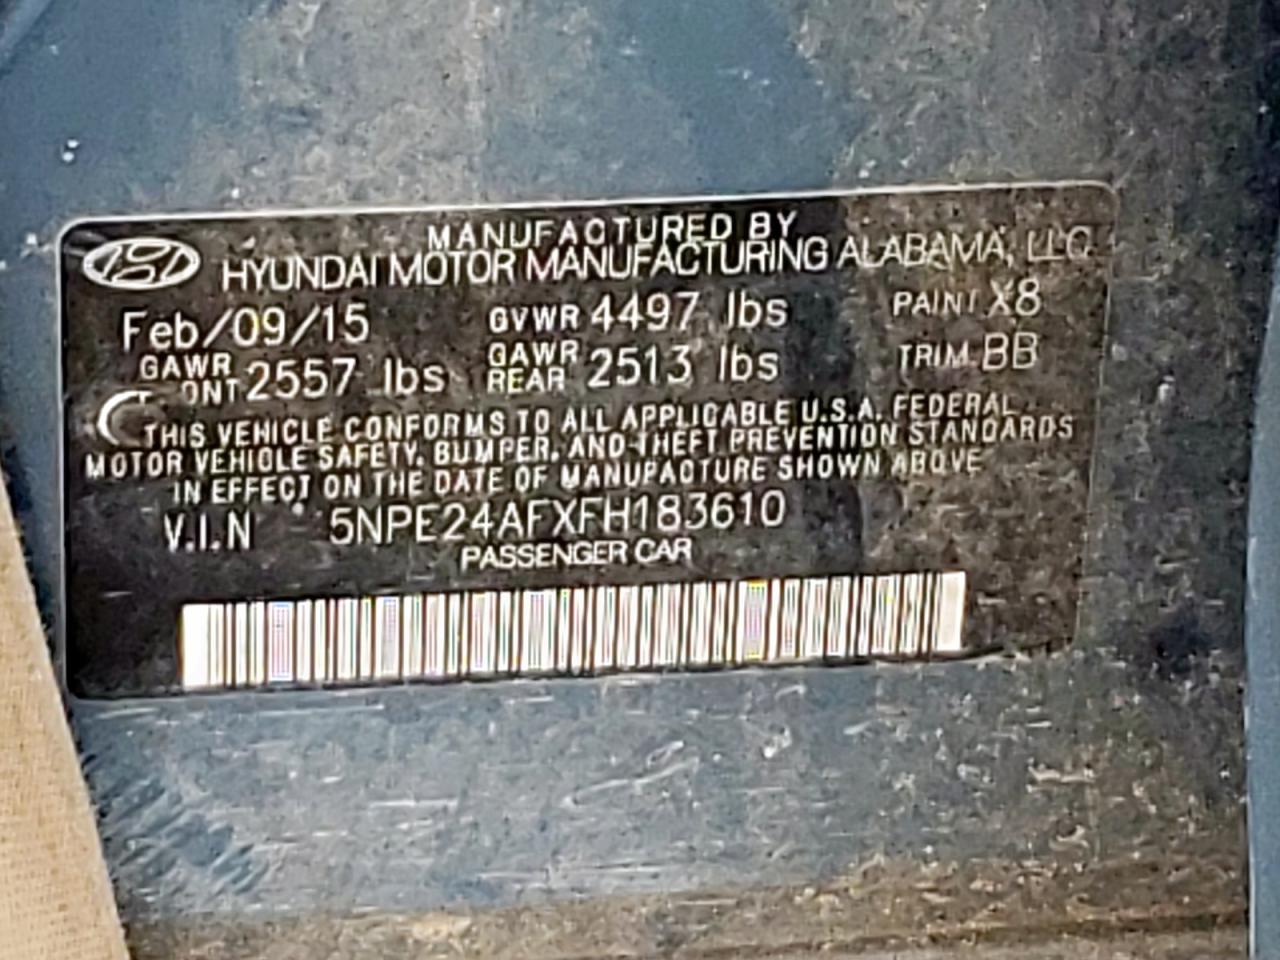 MANUFACTURED BY
HYUNDAI MOTOR MANUFACTURING ALABAMA, LLC
Feb/09/15 GVWR 4497 lbs PAINT X8
GAWR ONT 2557 lbs GAWR REAR 2513 lbs TRIM BB
THIS VEHICLE CONFORMS TO ALL APPLICABLE U.S.A. FEDERAL
MOTOR VEHICLE SAFETY, BUMPER, AND THEFT PREVENTION STANDARDS
IN EFFECT ON THE DATE OF MANUFACTURE SHOWN ABOVE
V.I.N 5NPE24AFXFH183610
PASSENGER CAR